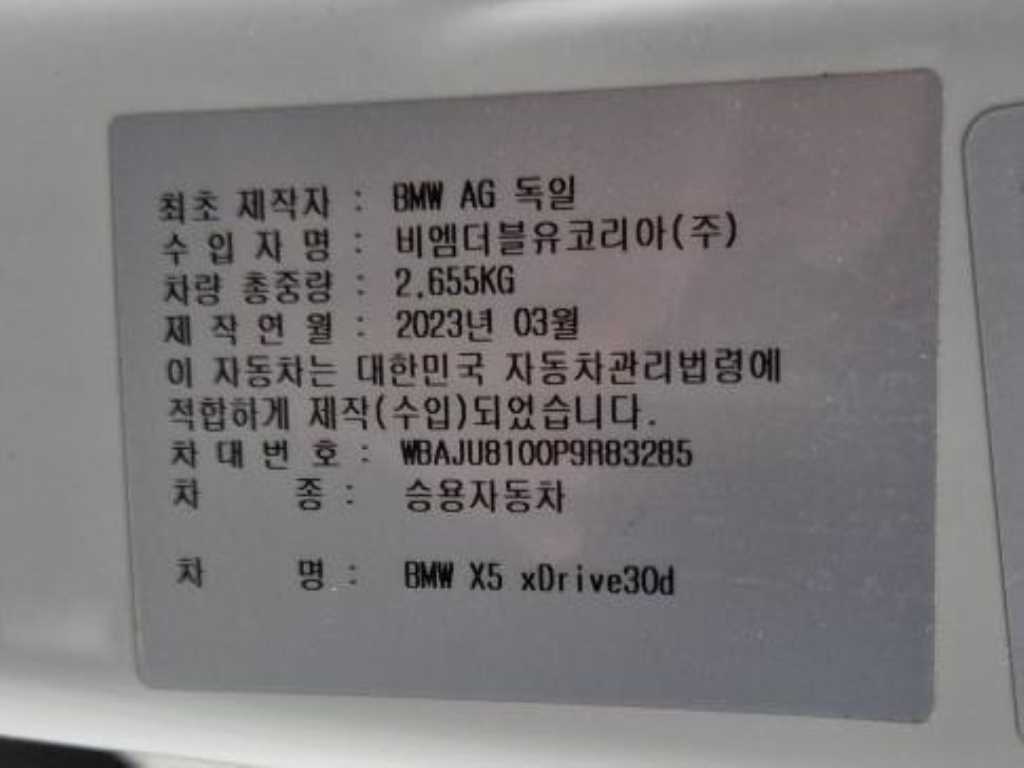 최초 제작자 : BMW AG 독일
수 입 자 명 : 비엠더블유코리아(주)
차량 총중량 : 2,655KG
제 작 연 월 : 2023년 03월
이 자동차는 대한민국 자동차관리법령에
적합하게 제작(수입)되었습니다.
차 대 번 호 : WBAJU8100P9R83285
차 종 : 승용자동차
차 명 : BMW X5 xDrive30d